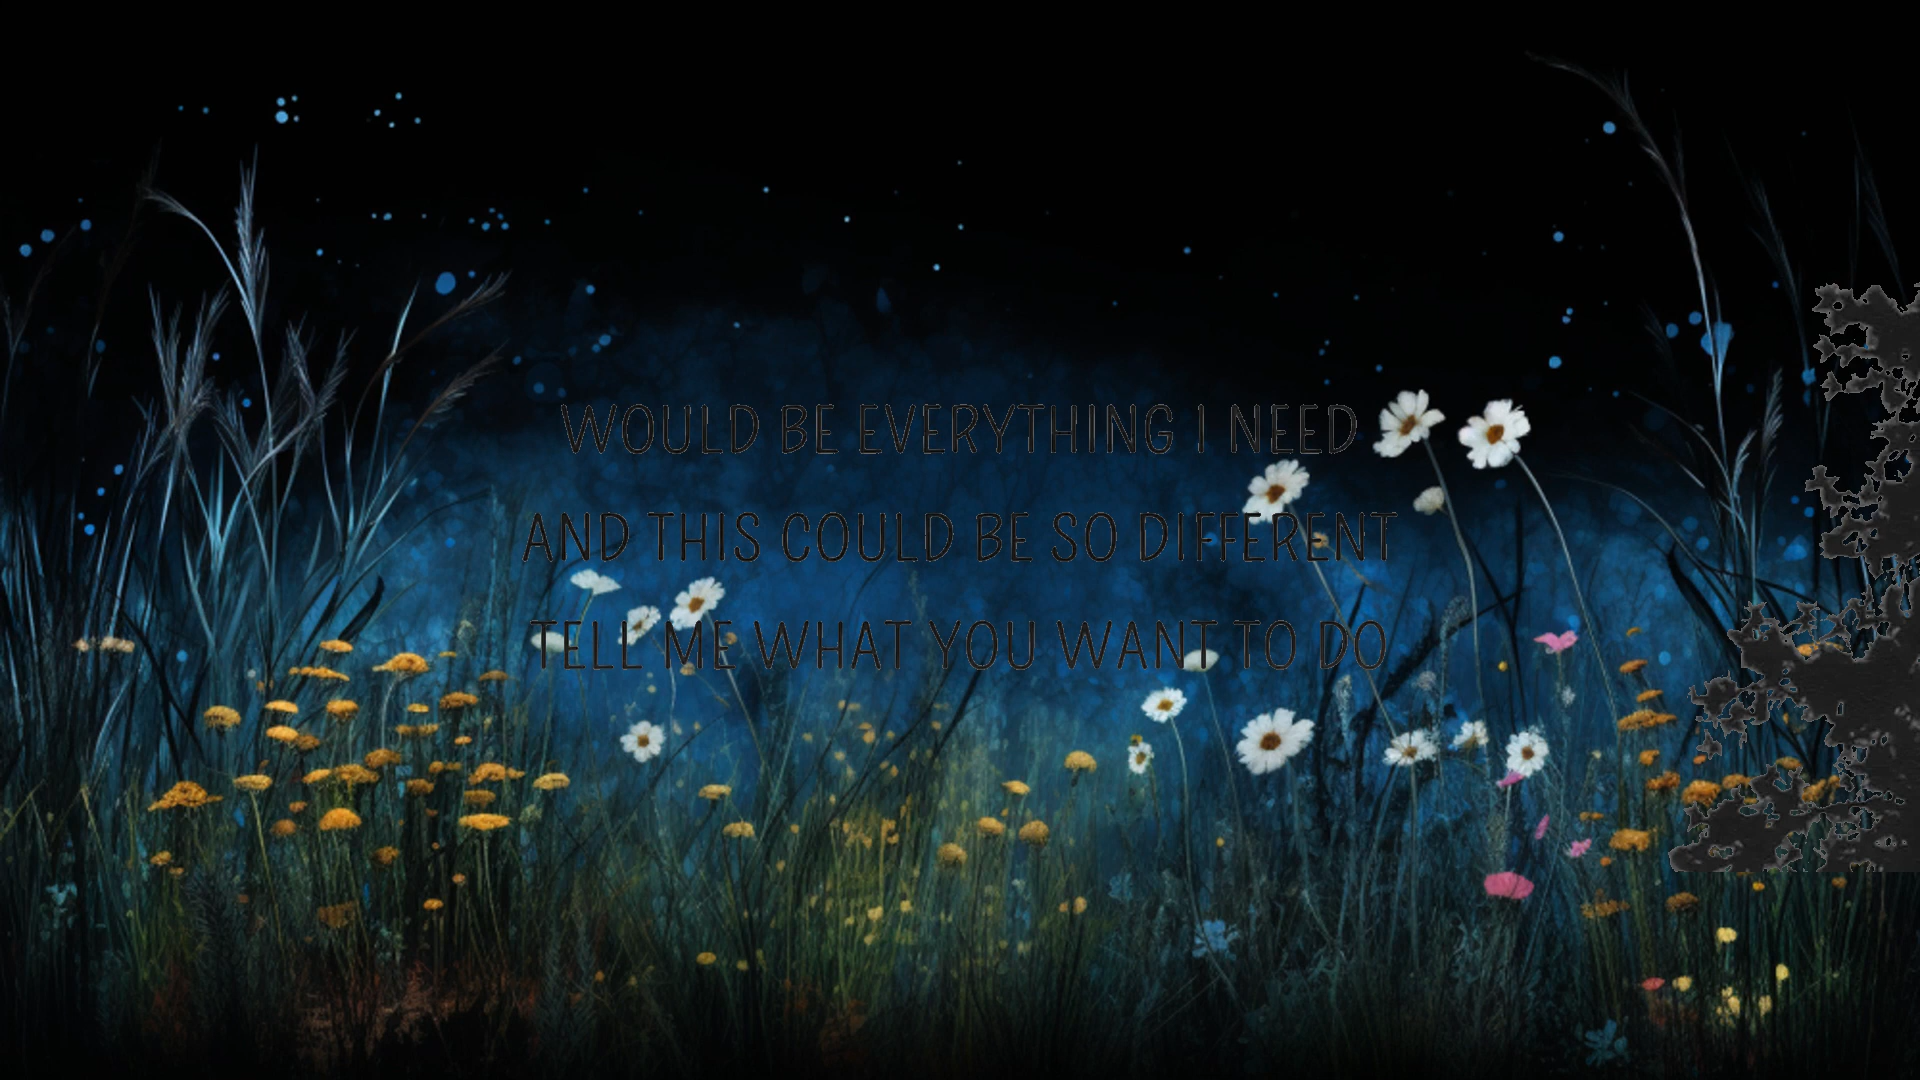 WOULD BE EVERYTHING I NEED
AND THIS COULD BE SO DIFFERENT
TELL ME WHAT YOU WANT TO DO